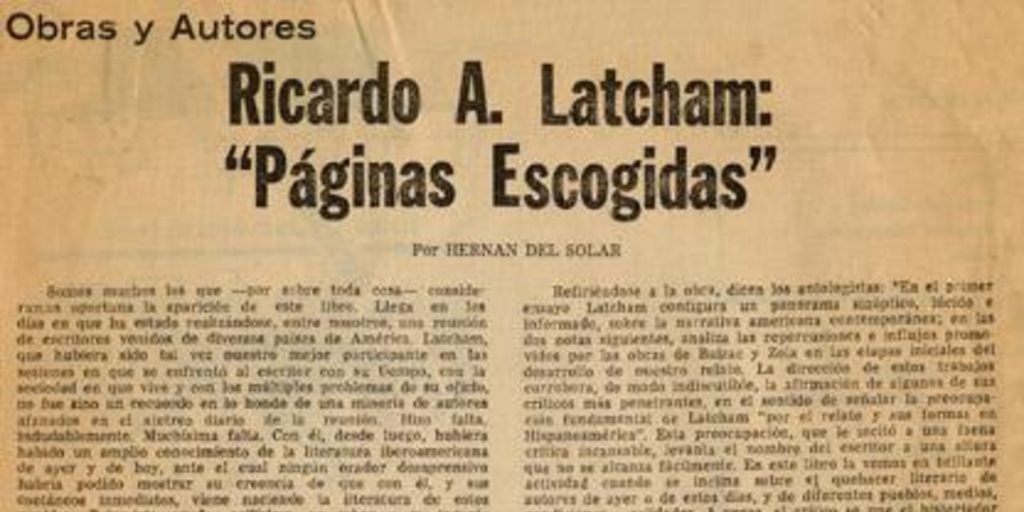 Obras y Autores
Ricardo A. Latcham:
“Páginas Escogidas”
Por HERNAN DEL SOLAR
Somos muchos los que —por sobre toda cosa— conside-
ramos oportuna la aparición de este libro. Llega en los
días en que ha estado realizándose, entre nosotros, una reunión
de escritores venidos de diversos países de América. Latcham,
que hubiera sido tal vez nuestro mejor participante en las
sesiones en que se enfrentó al escritor con su tiempo, con la
sociedad en que vive y con los múltiples problemas de su oficio,
no fue sino un recuerdo en lo hondo de una minoría de autores
afanados en el ajetreo diario de la reunión. Hizo falta,
indudablemente. Muchísima falta. Con él, desde luego, hubiera
habido un amplio conocimiento de la literatura iberoamericana
de ayer y de hoy, ante el cual ningún orador desaprensivo
habría podido mostrar su creencia de que con él, y sus
coetáneos inmediatos, viene naciendo la literatura de estos
Refiriéndose a la obra, dicen los antologistas: "En el primer
ensayo Latcham configura un panorama sinóptico, lúcido e
informado, sobre la narrativa americana contemporánea; en las
dos notas siguientes, analiza las repercusiones e influjos promo-
vidos por las obras de Balzac y Zola en las etapas iniciales del
desarrollo de nuestro relato. La dirección de estos trabajos
corrobora, de modo indiscutible, la afirmación de algunos de sus
críticos más penetrantes, en el sentido de señalar la preocupa-
ción fundamental de Latcham "por el relato y sus formas en
Hispanoamérica". Esta preocupación, que le incitó a una faena
crítica incansable, levanta el nombre del escritor a una altura
que no se alcanza fácilmente. En este libro la vemos en brillante
actividad cuando se inclina sobre el quehacer literario de
autores de ayer o de estos días, y de diferentes pueblos, medios,